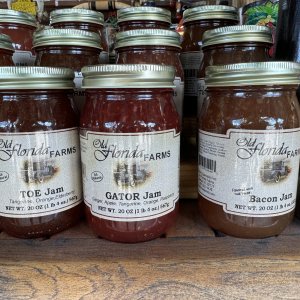 Old Florida FARMS
TOE Jam
Tangerine, Orange, Elderberry
NET WT. 20 OZ (1 lb 4 oz.) 567g
Old Florida FARMS
GATOR Jam
Ginger, Apple, Tangerine, Orange, Raspberry
NET WT. 20 OZ (1 lb 4 oz.) 567g
Old Florida FARMS
Bacon Jam
NET WT. 20 OZ (1 lb 4 oz.) 567g